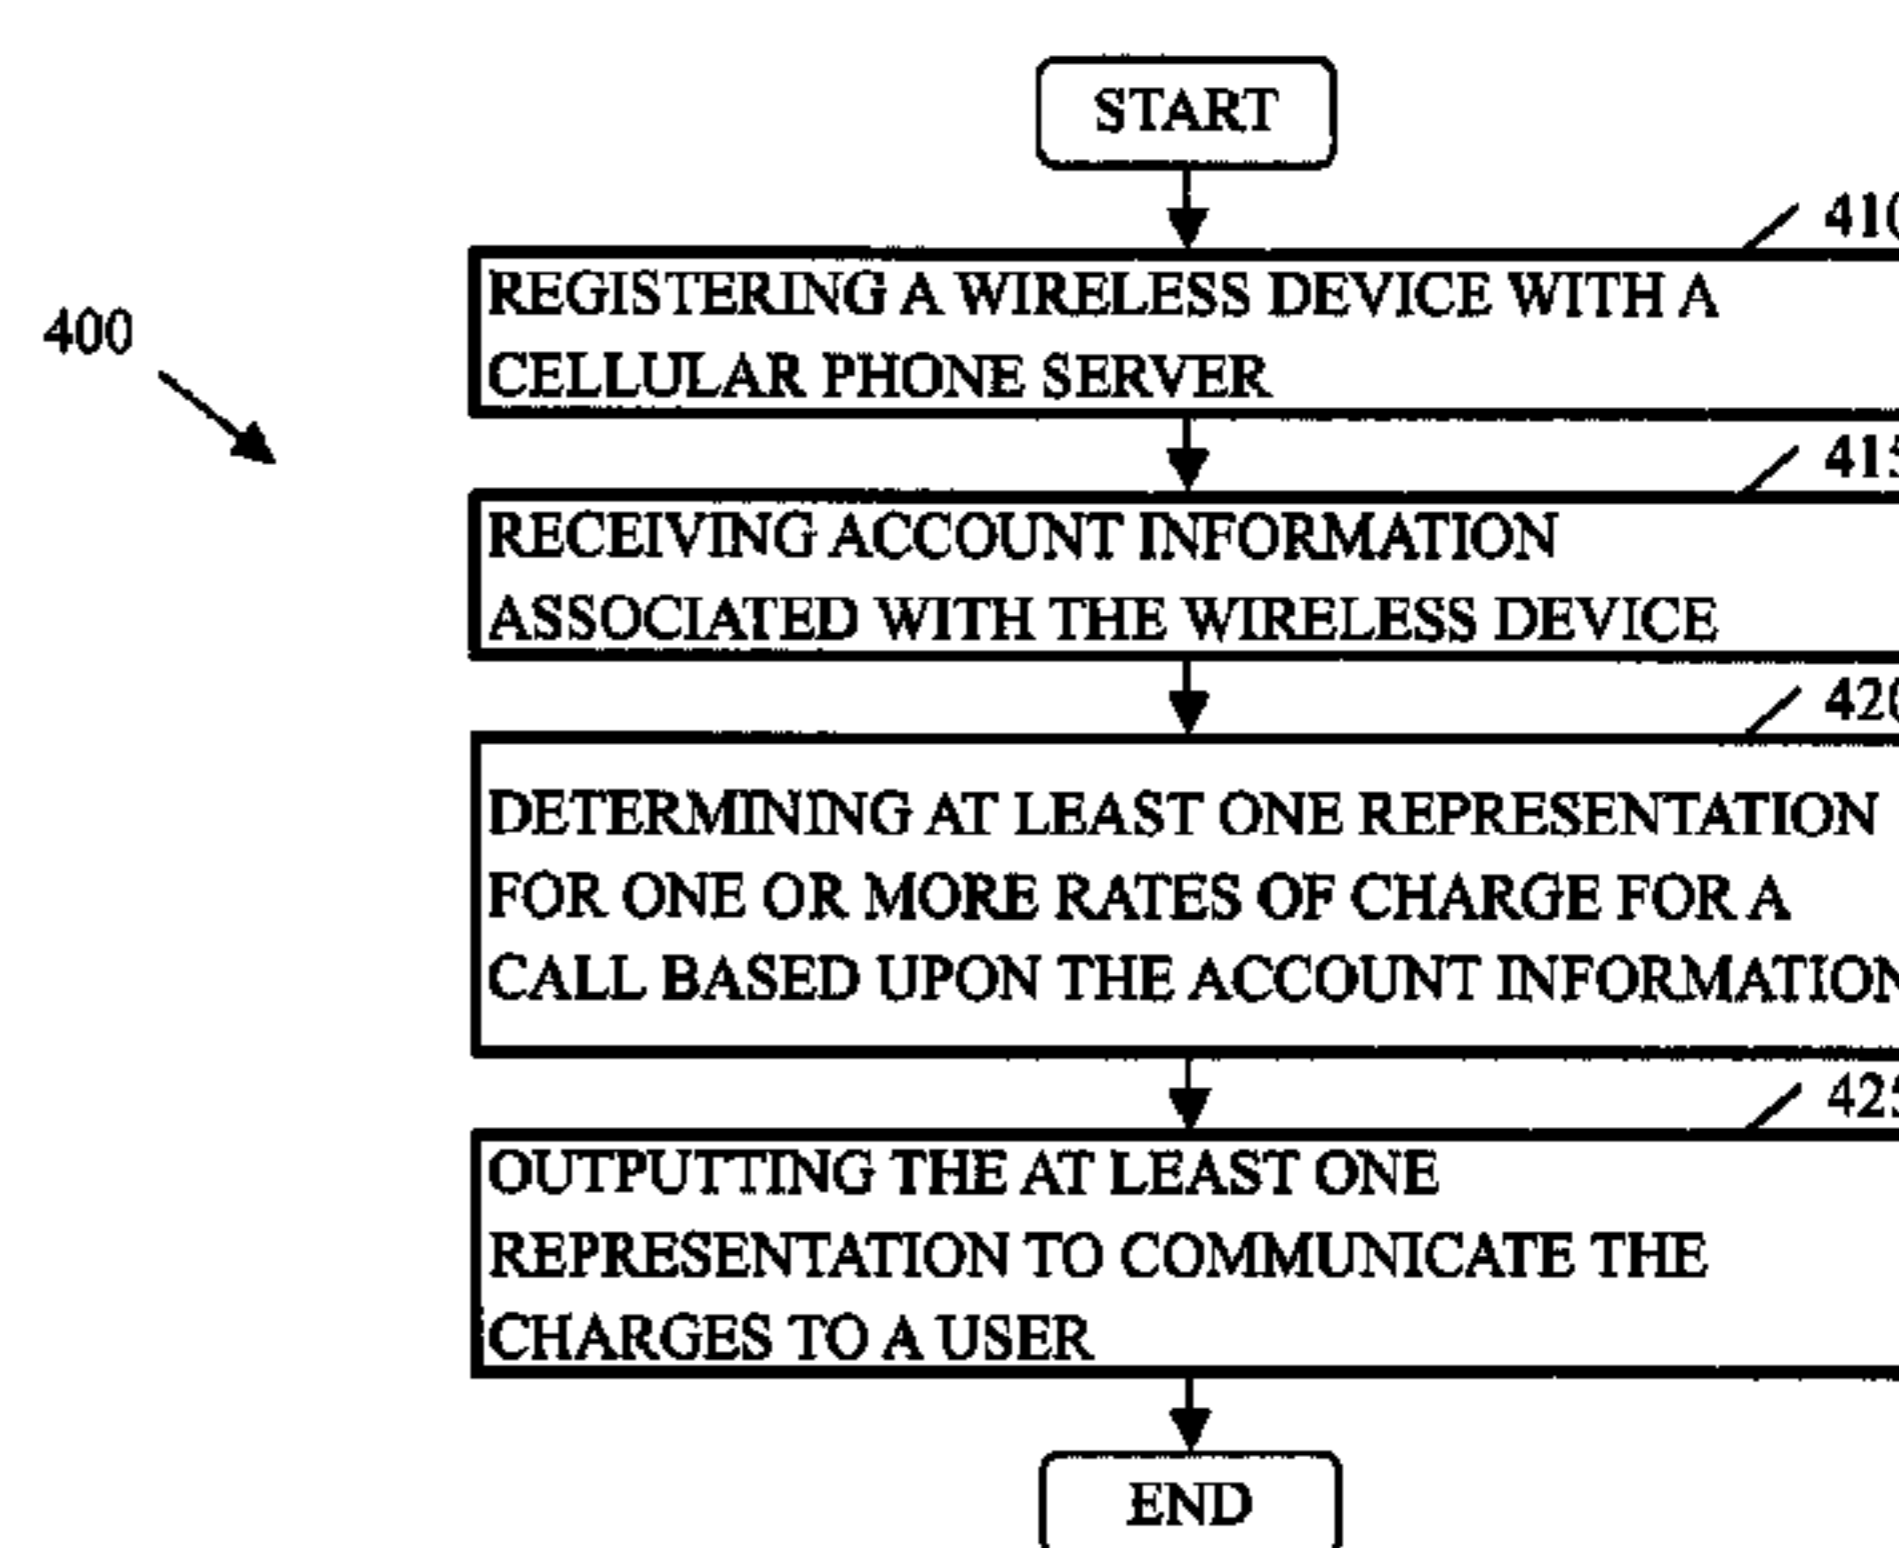 START
410
400
REGISTERING A WIRELESS DEVICE WITH A
CELLULAR PHONE SERVER
415
RECEIVING ACCOUNT INFORMATION
ASSOCIATED WITH THE WIRELESS DEVICE
420
DETERMINING AT LEAST ONE REPRESENTATION
FOR ONE OR MORE RATES OF CHARGE FOR A
CALL BASED UPON THE ACCOUNT INFORMATION
425
OUTPUTTING THE AT LEAST ONE
REPRESENTATION TO COMMUNICATE THE
CHARGES TO A USER
END